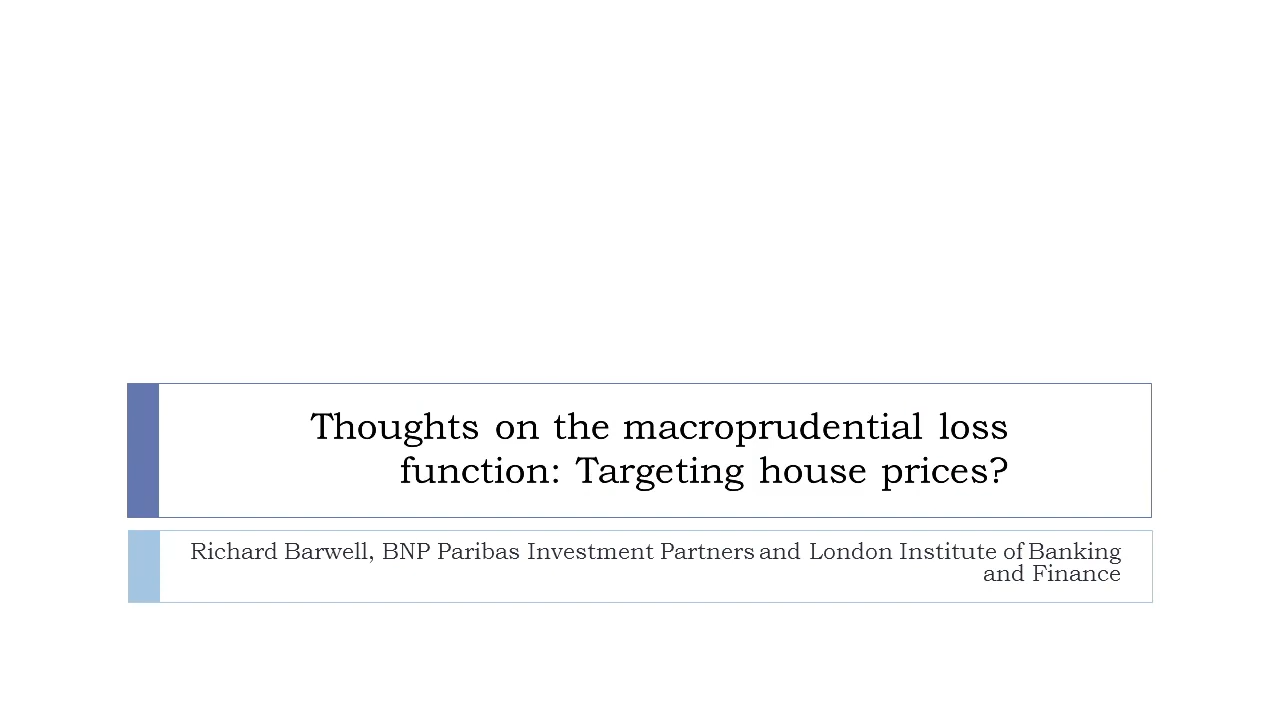 Thoughts on the macroprudential loss
function: Targeting house prices?
Richard Barwell, BNP Paribas Investment Partners and London Institute of Banking
and Finance